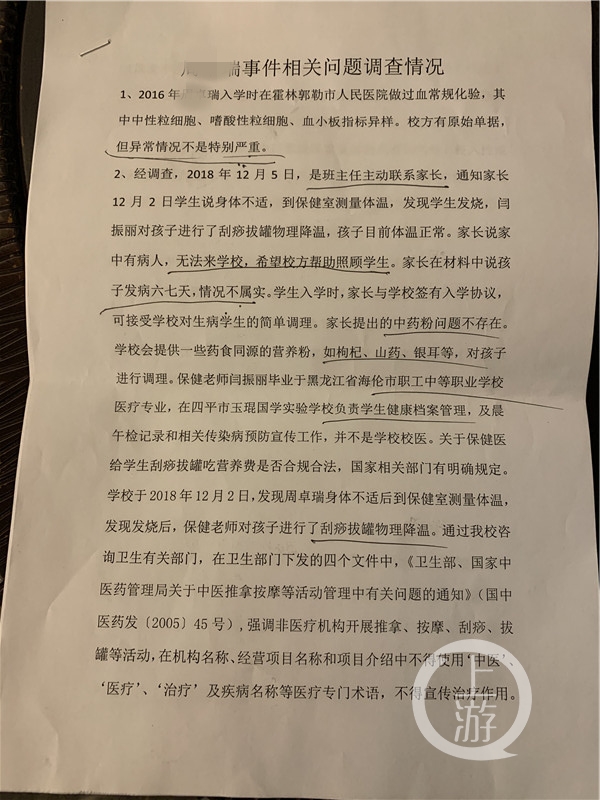 瑞事件相关问题调查情况
1、2016年 瑞入学时在霍林郭勒市人民医院做过血常规化验，其
中中性粒细胞、嗜酸性粒细胞、血小板指标异样。校方有原始单据，
但异常情况不是特别严重。
2、经调查，2018年12月5日，是班主任主动联系家长，通知家长
12月2日学生说身体不适，到保健室测量体温，发现学生发烧，闫
振丽对孩子进行了刮痧拔罐物理降温，孩子目前体温正常。家长说家
中有病人，无法来学校，希望校方帮助照顾学生。家长在材料中说孩
子发病六七天，情况不属实。学生入学时，家长与学校签有入学协议，
可接受学校对生病学生的简单调理。家长提出的中药粉问题不存在。
学校会提供一些药食同源的营养粉，如枸杞、山药、银耳等，对孩子
进行调理。保健老师闫振丽毕业于黑龙江省海伦市职工中等职业学校
医疗专业，在四平市玉琨国学实验学校负责学生健康档案管理，及晨
午检记录和相关传染病预防宣传工作，并不是学校校医。关于保健医
给学生刮痧拔罐吃营养费是否合规合法，国家相关部门有明确规定。
学校于2018年12月2日，发现周卓瑞身体不适后到保健室测量体温，
发现发烧后，保健老师对孩子进行了刮痧拔罐物理降温。通过我校咨
询卫生有关部门，在卫生部门下发的四个文件中，《卫生部、国家中
医药管理局关于中医推拿按摩等活动管理中有关问题的通知》（国中
医药发〔2005〕45号）,强调非医疗机构开展推拿、按摩、刮痧、拔
罐等活动，在机构名称、经营项目名称和项目介绍中不得使用‘中医’、
‘医疗’、‘治疗’ 及疾病名称等医疗专门术语，不得宣传治疗作用。
上游